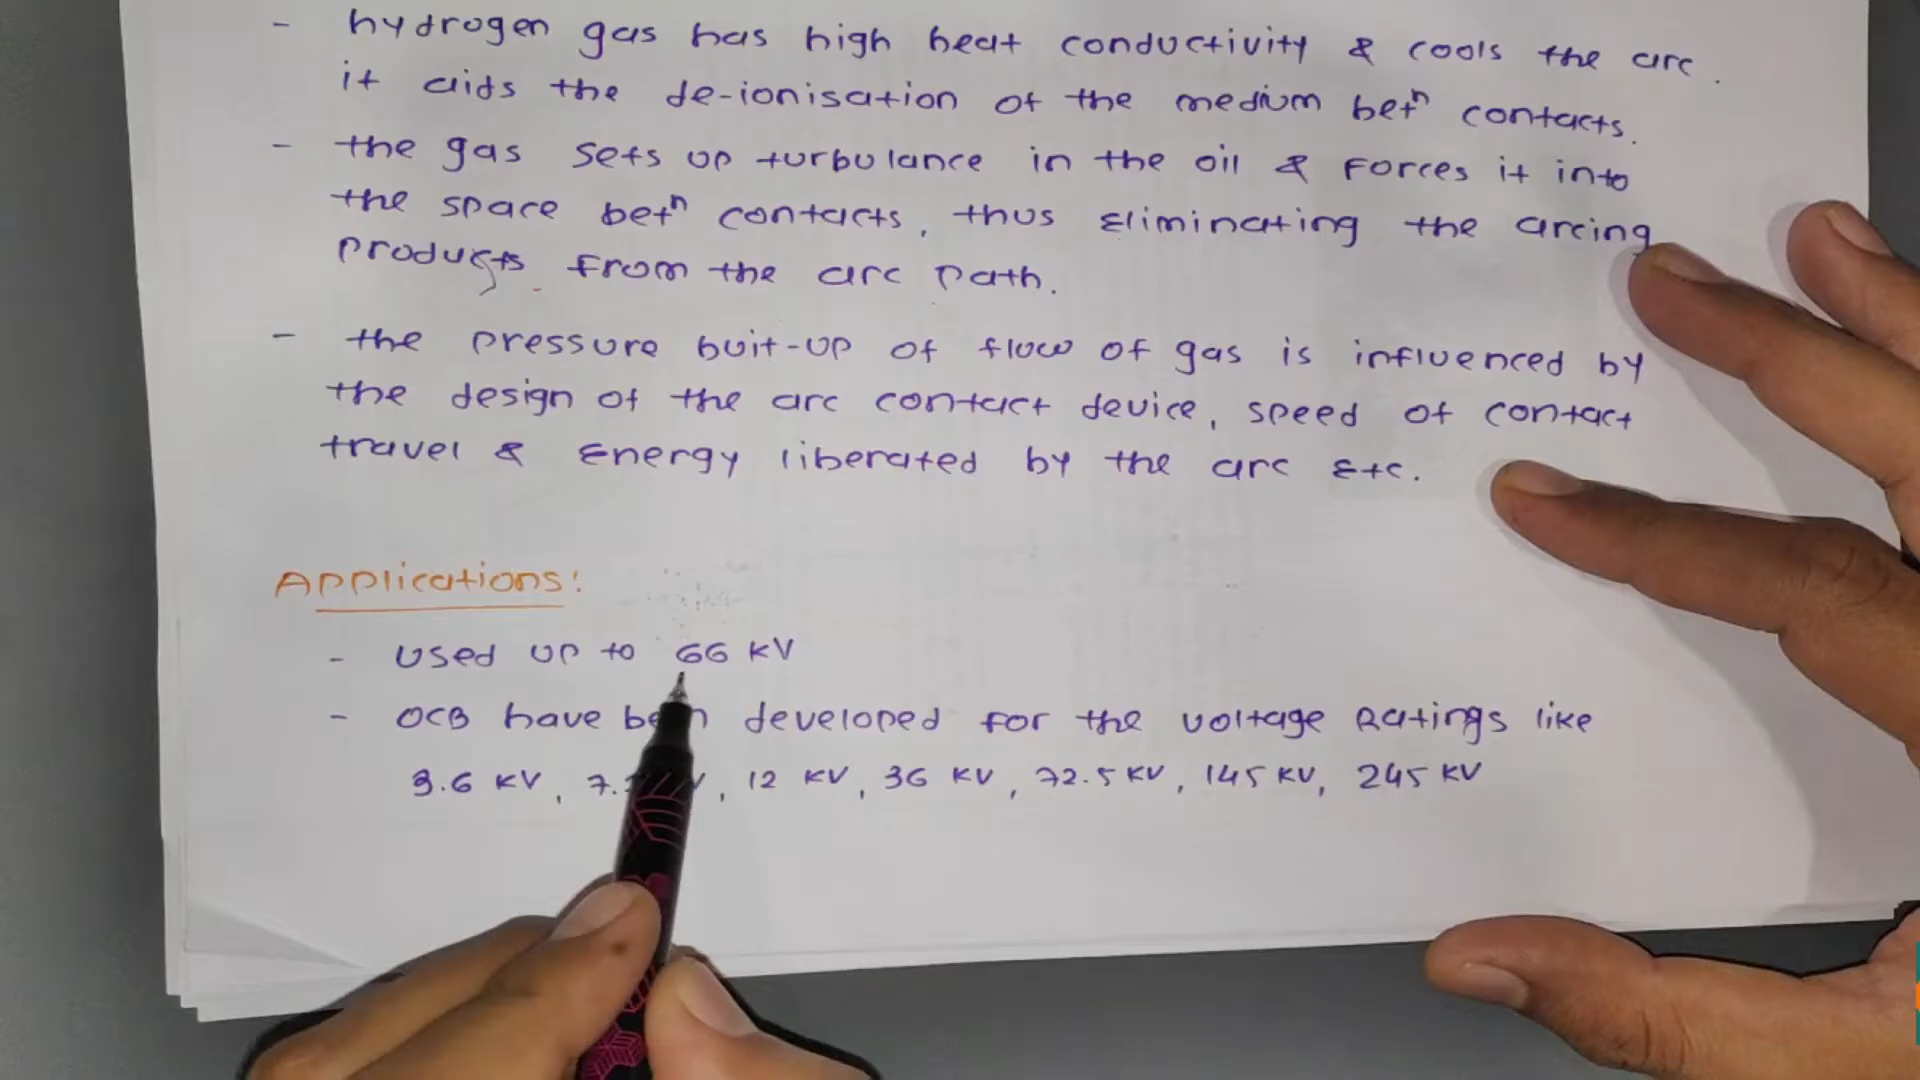 - hydrogen gas has high heat conductivity & cools the arc.
it aids the de-ionisation of the medium betⁿ contacts.
- the gas sets up turbulance in the oil & forces it into
the space betⁿ contacts, thus Eliminating the arcing
products from the arc path.
- the pressure buit-up of flow of gas is influenced by
the design of the arc contact device, speed of contact
travel & Energy liberated by the arc Etc.
Applications:
- Used up to 66 KV
- OCB have developed for the voltage Ratings like
3.6 KV, 12 KV, 36 KV, 72.5 KV, 145 KV, 245 KV